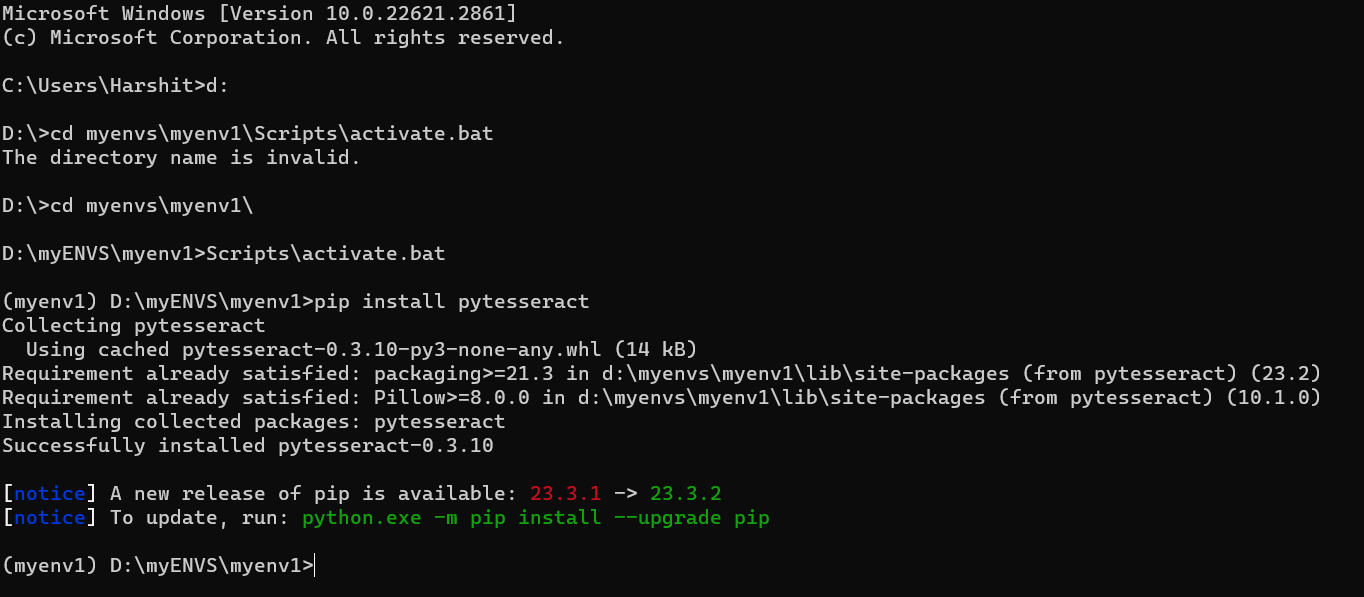 Microsoft Windows [Version 10.0.22621.2861]
(c) Microsoft Corporation. All rights reserved.
C:\Users\Harshit>d:
D:\>cd myenvs\myenv1\Scripts\activate.bat
The directory name is invalid.
D:\>cd myenvs\myenv1\
D:\myENVS\myenv1>Scripts\activate.bat
(myenv1) D:\myENVS\myenv1>pip install pytesseract
Collecting pytesseract
  Using cached pytesseract-0.3.10-py3-none-any.whl (14 kB)
Requirement already satisfied: packaging>=21.3 in d:\myenvs\myenv1\lib\site-packages (from pytesseract) (23.2)
Requirement already satisfied: Pillow>=8.0.0 in d:\myenvs\myenv1\lib\site-packages (from pytesseract) (10.1.0)
Installing collected packages: pytesseract
Successfully installed pytesseract-0.3.10
[notice] A new release of pip is available: 23.3.1 -> 23.3.2
[notice] To update, run: python.exe -m pip install --upgrade pip
(myenv1) D:\myENVS\myenv1>